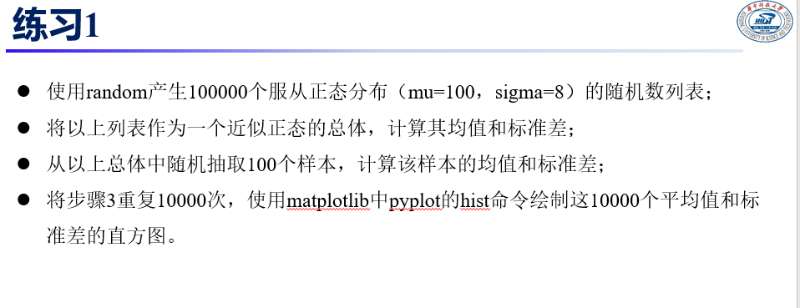 练习1
使用random产生100000个服从正态分布（mu=100，sigma=8）的随机数列表；
将以上列表作为一个近似正态的总体，计算其均值和标准差；
从以上总体中随机抽取100个样本，计算该样本的均值和标准差；
将步骤3重复10000次，使用matplotlib中pyplot的hist命令绘制这10000个平均值和标
准差的直方图。